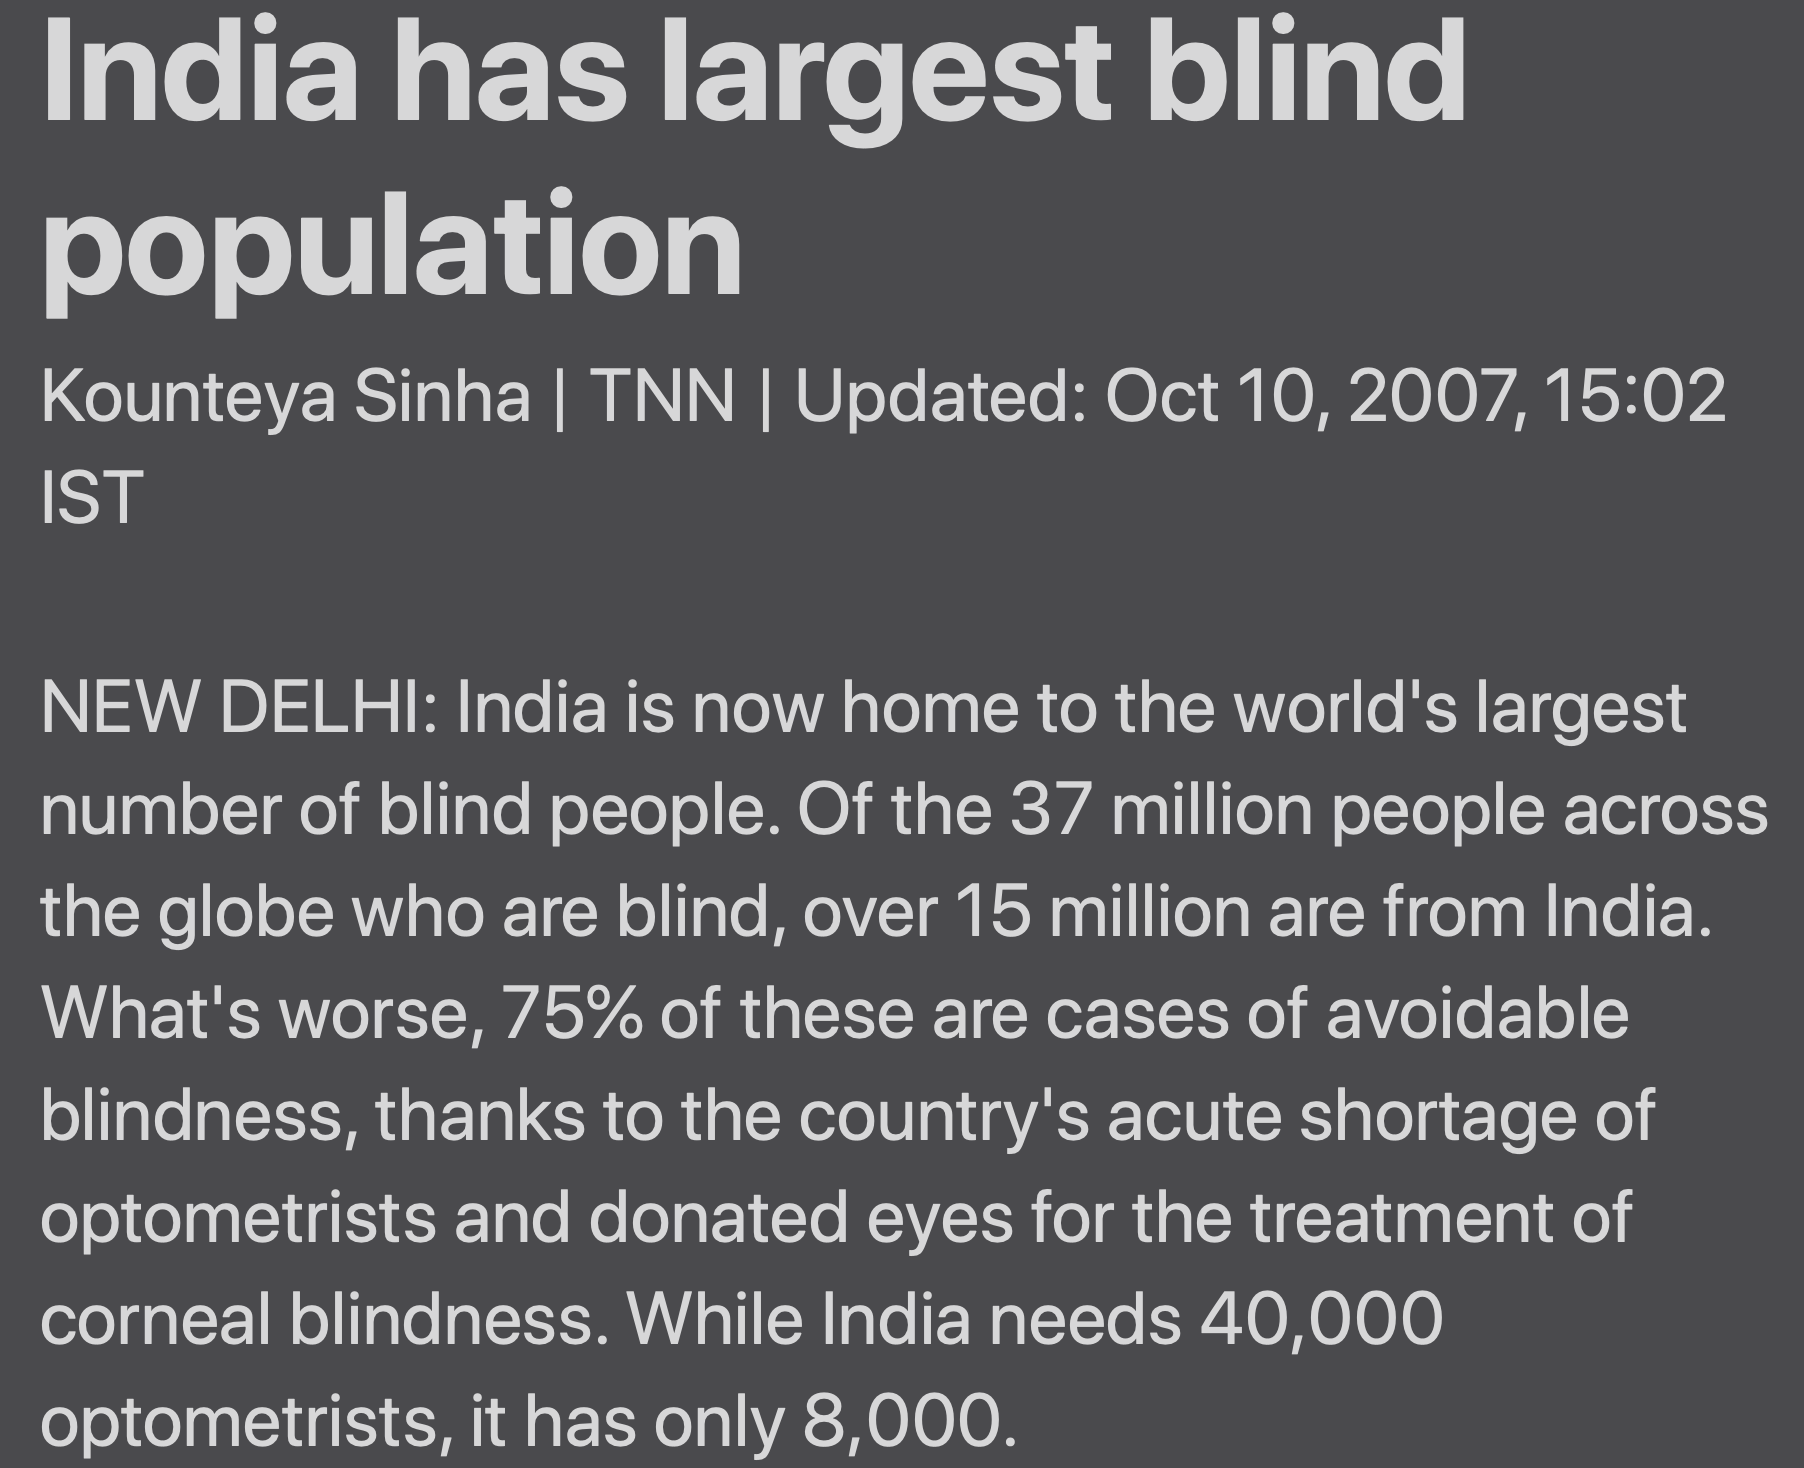 India has largest blind
population
Kounteya Sinha | TNN | Updated: Oct 10, 2007, 15:02
IST
NEW DELHI: India is now home to the world's largest
number of blind people. Of the 37 million people across
the globe who are blind, over 15 million are from India.
What's worse, 75% of these are cases of avoidable
blindness, thanks to the country's acute shortage of
optometrists and donated eyes for the treatment of
corneal blindness. While India needs 40,000
optometrists, it has only 8,000.